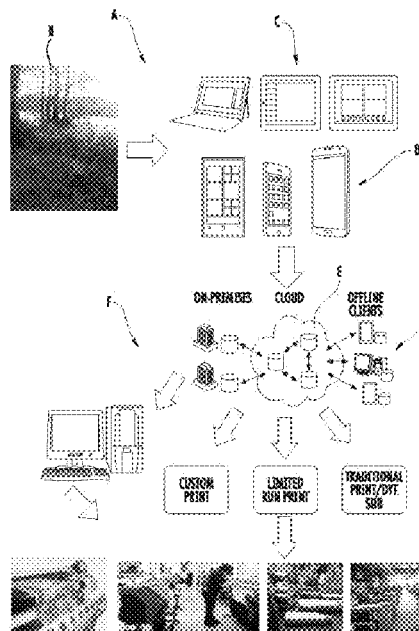 A
C
B
E
F
ON-PREMISES
CLOUD
OFFLINE
CLIENTS
CUSTOM
PRINT
LIMITED
RUN PRINT
TRADITIONAL
PRINT/DYE
SUB